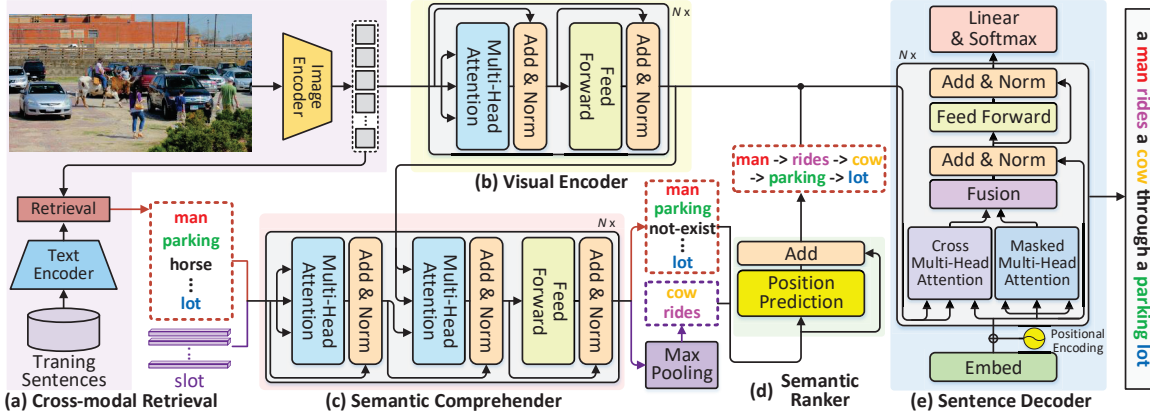 Image
Encoder
Retrieval
Text
Encoder
Traning
Sentences
(a) Cross-modal Retrieval
man
parking
horse
lot
slot
N x
Multi-Head
Attention
Add & Norm
Feed
Forward
Add & Norm
(b) Visual Encoder
N x
Multi-Head
Attention
Add & Norm
Multi-Head
Attention
Add & Norm
Feed
Forward
Add & Norm
(c) Semantic Comprehender
man
parking
not-exist
lot
cow
rides
Max
Pooling
man -> rides -> cow
-> parking -> lot
Add
Position
Prediction
(d) Semantic
Ranker
Linear
& Softmax
N x
Add & Norm
Feed Forward
Add & Norm
Fusion
Cross
Multi-Head
Attention
Masked
Multi-Head
Attention
Positional
Encoding
Embed
(e) Sentence Decoder
a man rides a cow through a parking lot